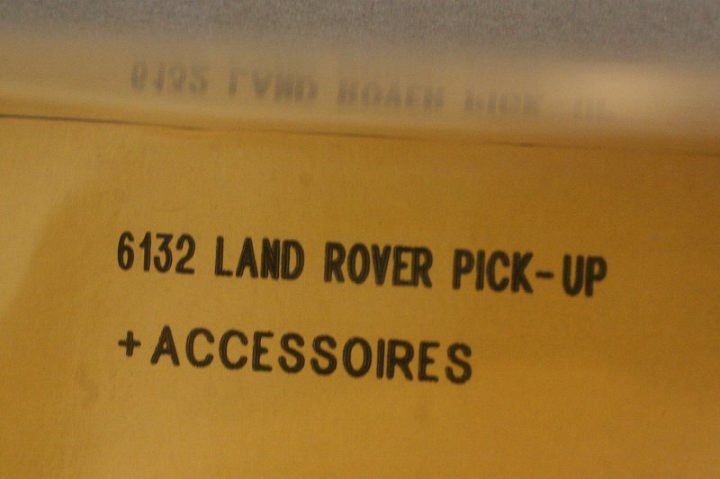 6132 LAND ROVER PICK-UP
+ACCESSOIRES